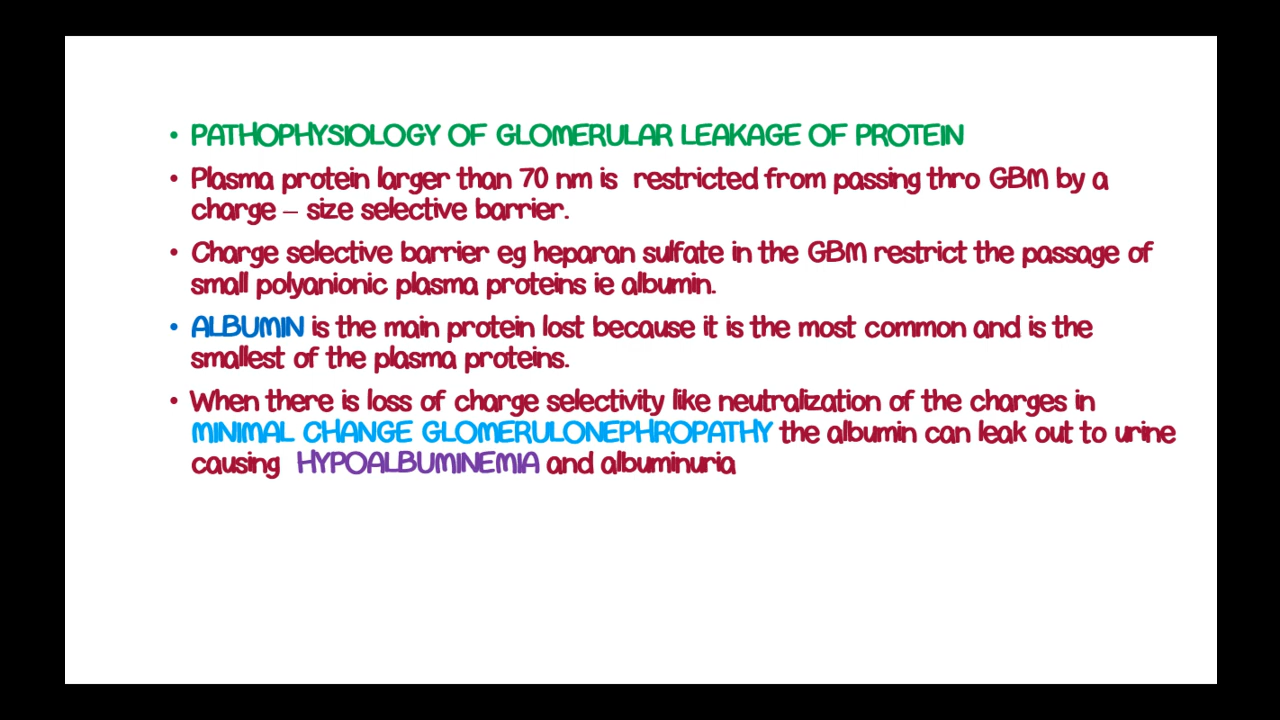 • PATHOPHYSIOLOGY OF GLOMERULAR LEAKAGE OF PROTEIN
• Plasma protein larger than 70 nm is restricted from passing thro GBM by a
charge – size selective barrier.
• Charge selective barrier eg heparan sulfate in the GBM restrict the passage of
small polyanionic plasma proteins ie albumin.
• ALBUMIN is the main protein lost because it is the most common and is the
smallest of the plasma proteins.
• When there is loss of charge selectivity like neutralization of the charges in
MINIMAL CHANGE GLOMERULONEPHROPATHY the albumin can leak out to urine
causing HYPOALBUMINEMIA and albuminuria